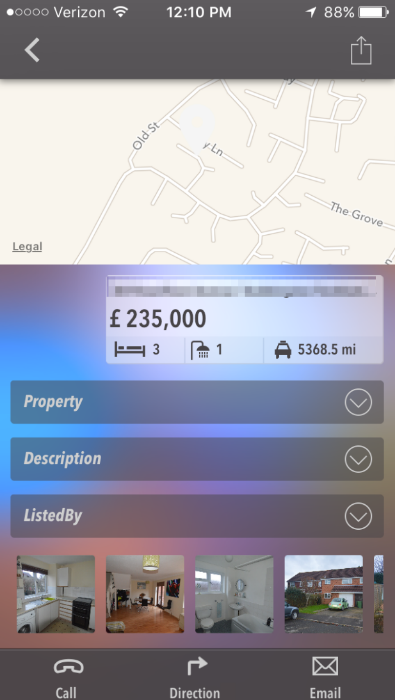 Verizon 12:10 PM 88%
Old St
y Ln
The Grove
Legal
£ 235,000
3 1 5368.5 mi
Property
Description
ListedBy
Call Direction Email